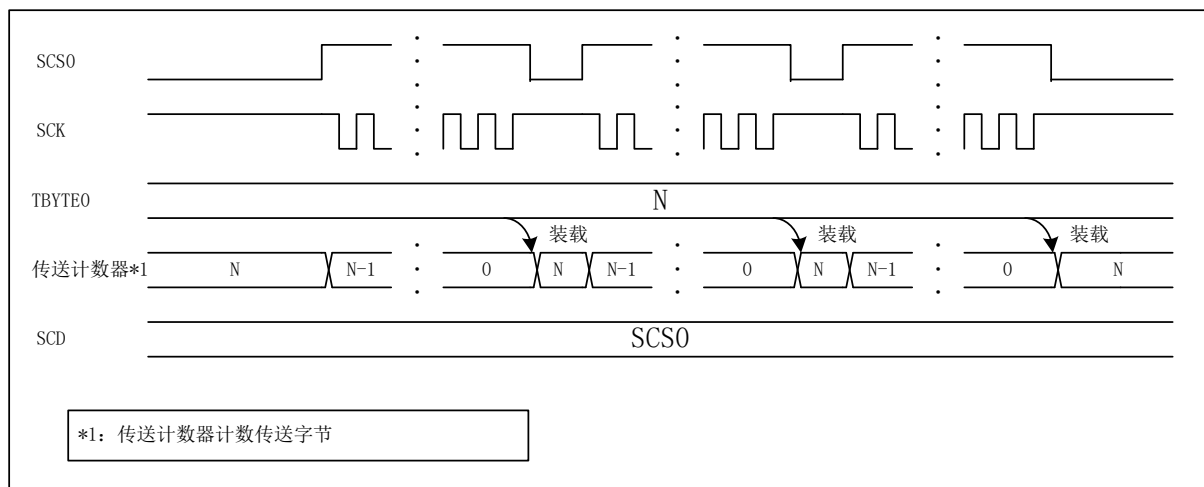 SCS0
SCK
TBYTE0
N
装载 装载 装载
传送计数器*1 N N-1 0 N N-1 0 N N-1 0 N
SCD
SCS0
*1: 传送计数器计数传送字节